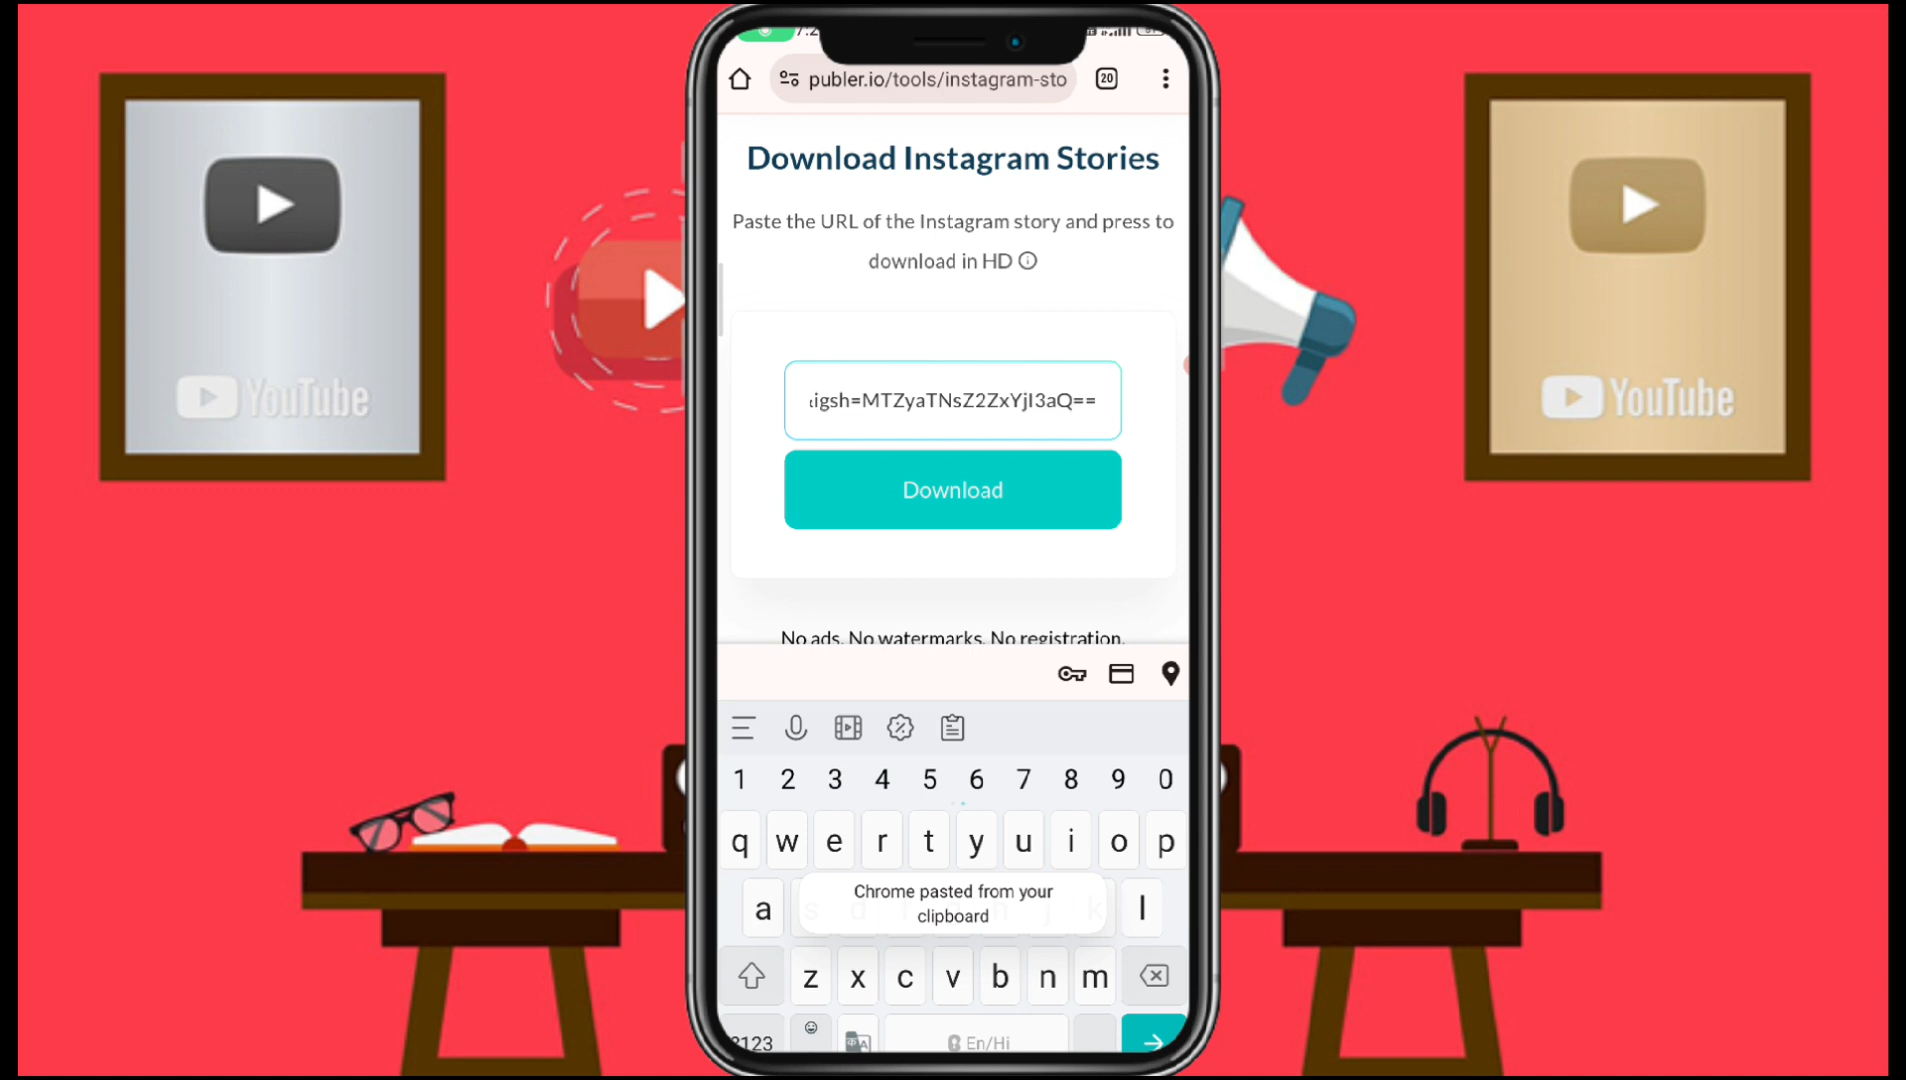 publer.io/tools/instagram-sto
20
Download Instagram Stories
Paste the URL of the Instagram story and press to
download in HD
igsh=MTZyaTNsZ2ZxYjI3aQ==
Download
No ads. No watermarks. No registration.
YouTube
YouTube
1 2 3 4 5 6 7 8 9 0
q w e r t y u i o p
a l
Chrome pasted from your
clipboard
z x c v b n m
123
En/Hi